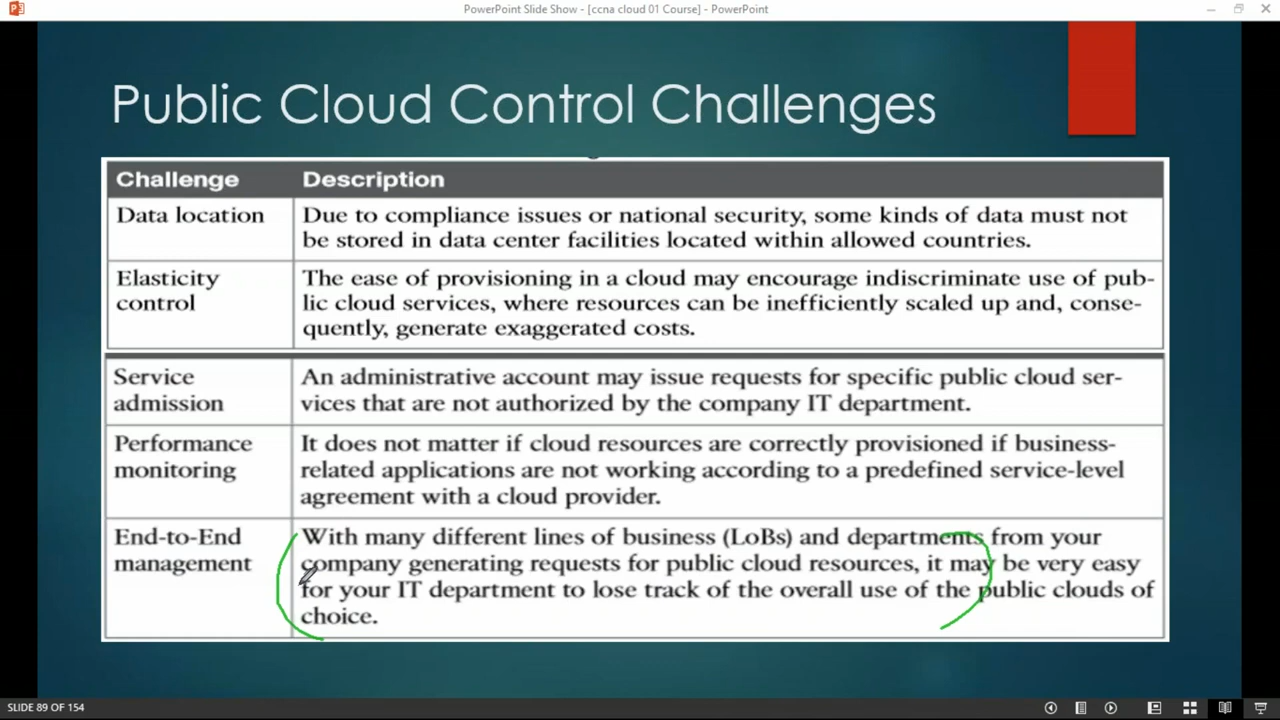 PowerPoint Slide Show - [ccna cloud 01 Course] - PowerPoint
Public Cloud Control Challenges
Challenge Description
Data location Due to compliance issues or national security, some kinds of data must not
be stored in data center facilities located within allowed countries.
Elasticity The ease of provisioning in a cloud may encourage indiscriminate use of pub-
control lic cloud services, where resources can be inefficiently scaled up and, conse-
quently, generate exaggerated costs.
Service An administrative account may issue requests for specific public cloud ser-
admission vices that are not authorized by the company IT department.
Performance It does not matter if cloud resources are correctly provisioned if business-
monitoring related applications are not working according to a predefined service-level
agreement with a cloud provider.
End-to-End With many different lines of business (LoBs) and departments from your
management company generating requests for public cloud resources, it may be very easy
for your IT department to lose track of the overall use of the public clouds of
choice.
SLIDE 89 OF 154